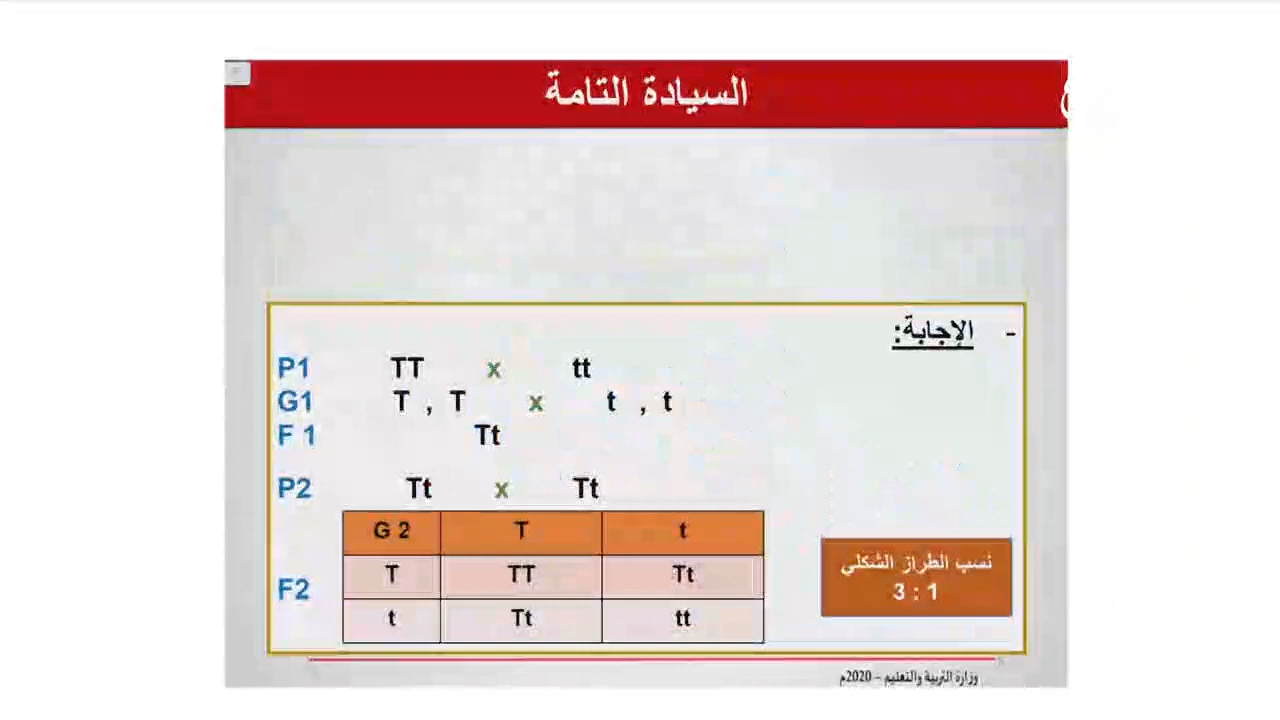 السيادة التامة
- الإجابة:
P1 TT x tt
G1 T , T x t , t
F 1 Tt
P2 Tt x Tt
G 2 T t
T TT Tt
F2
t Tt tt
نسب الطراز الشكلي
3 : 1
وزارة التربية والتعليم – 2020م